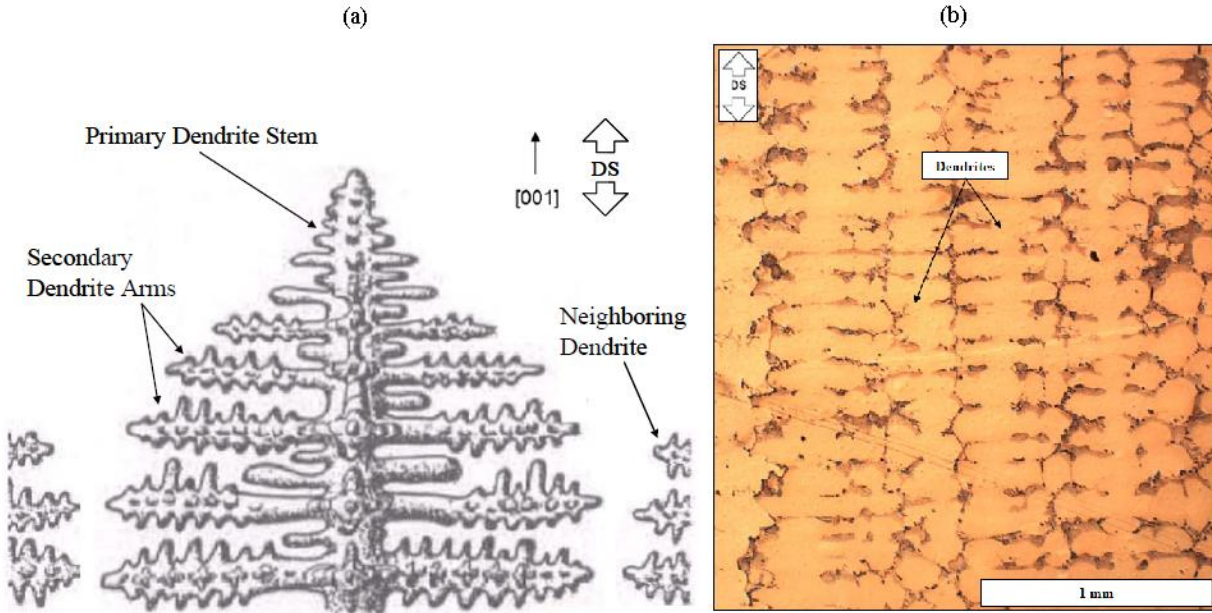 (a)
(b)
Primary Dendrite Stem
[001]
DS
Secondary
Dendrite Arms
Neighboring
Dendrite
DS
Dendrites
1 mm